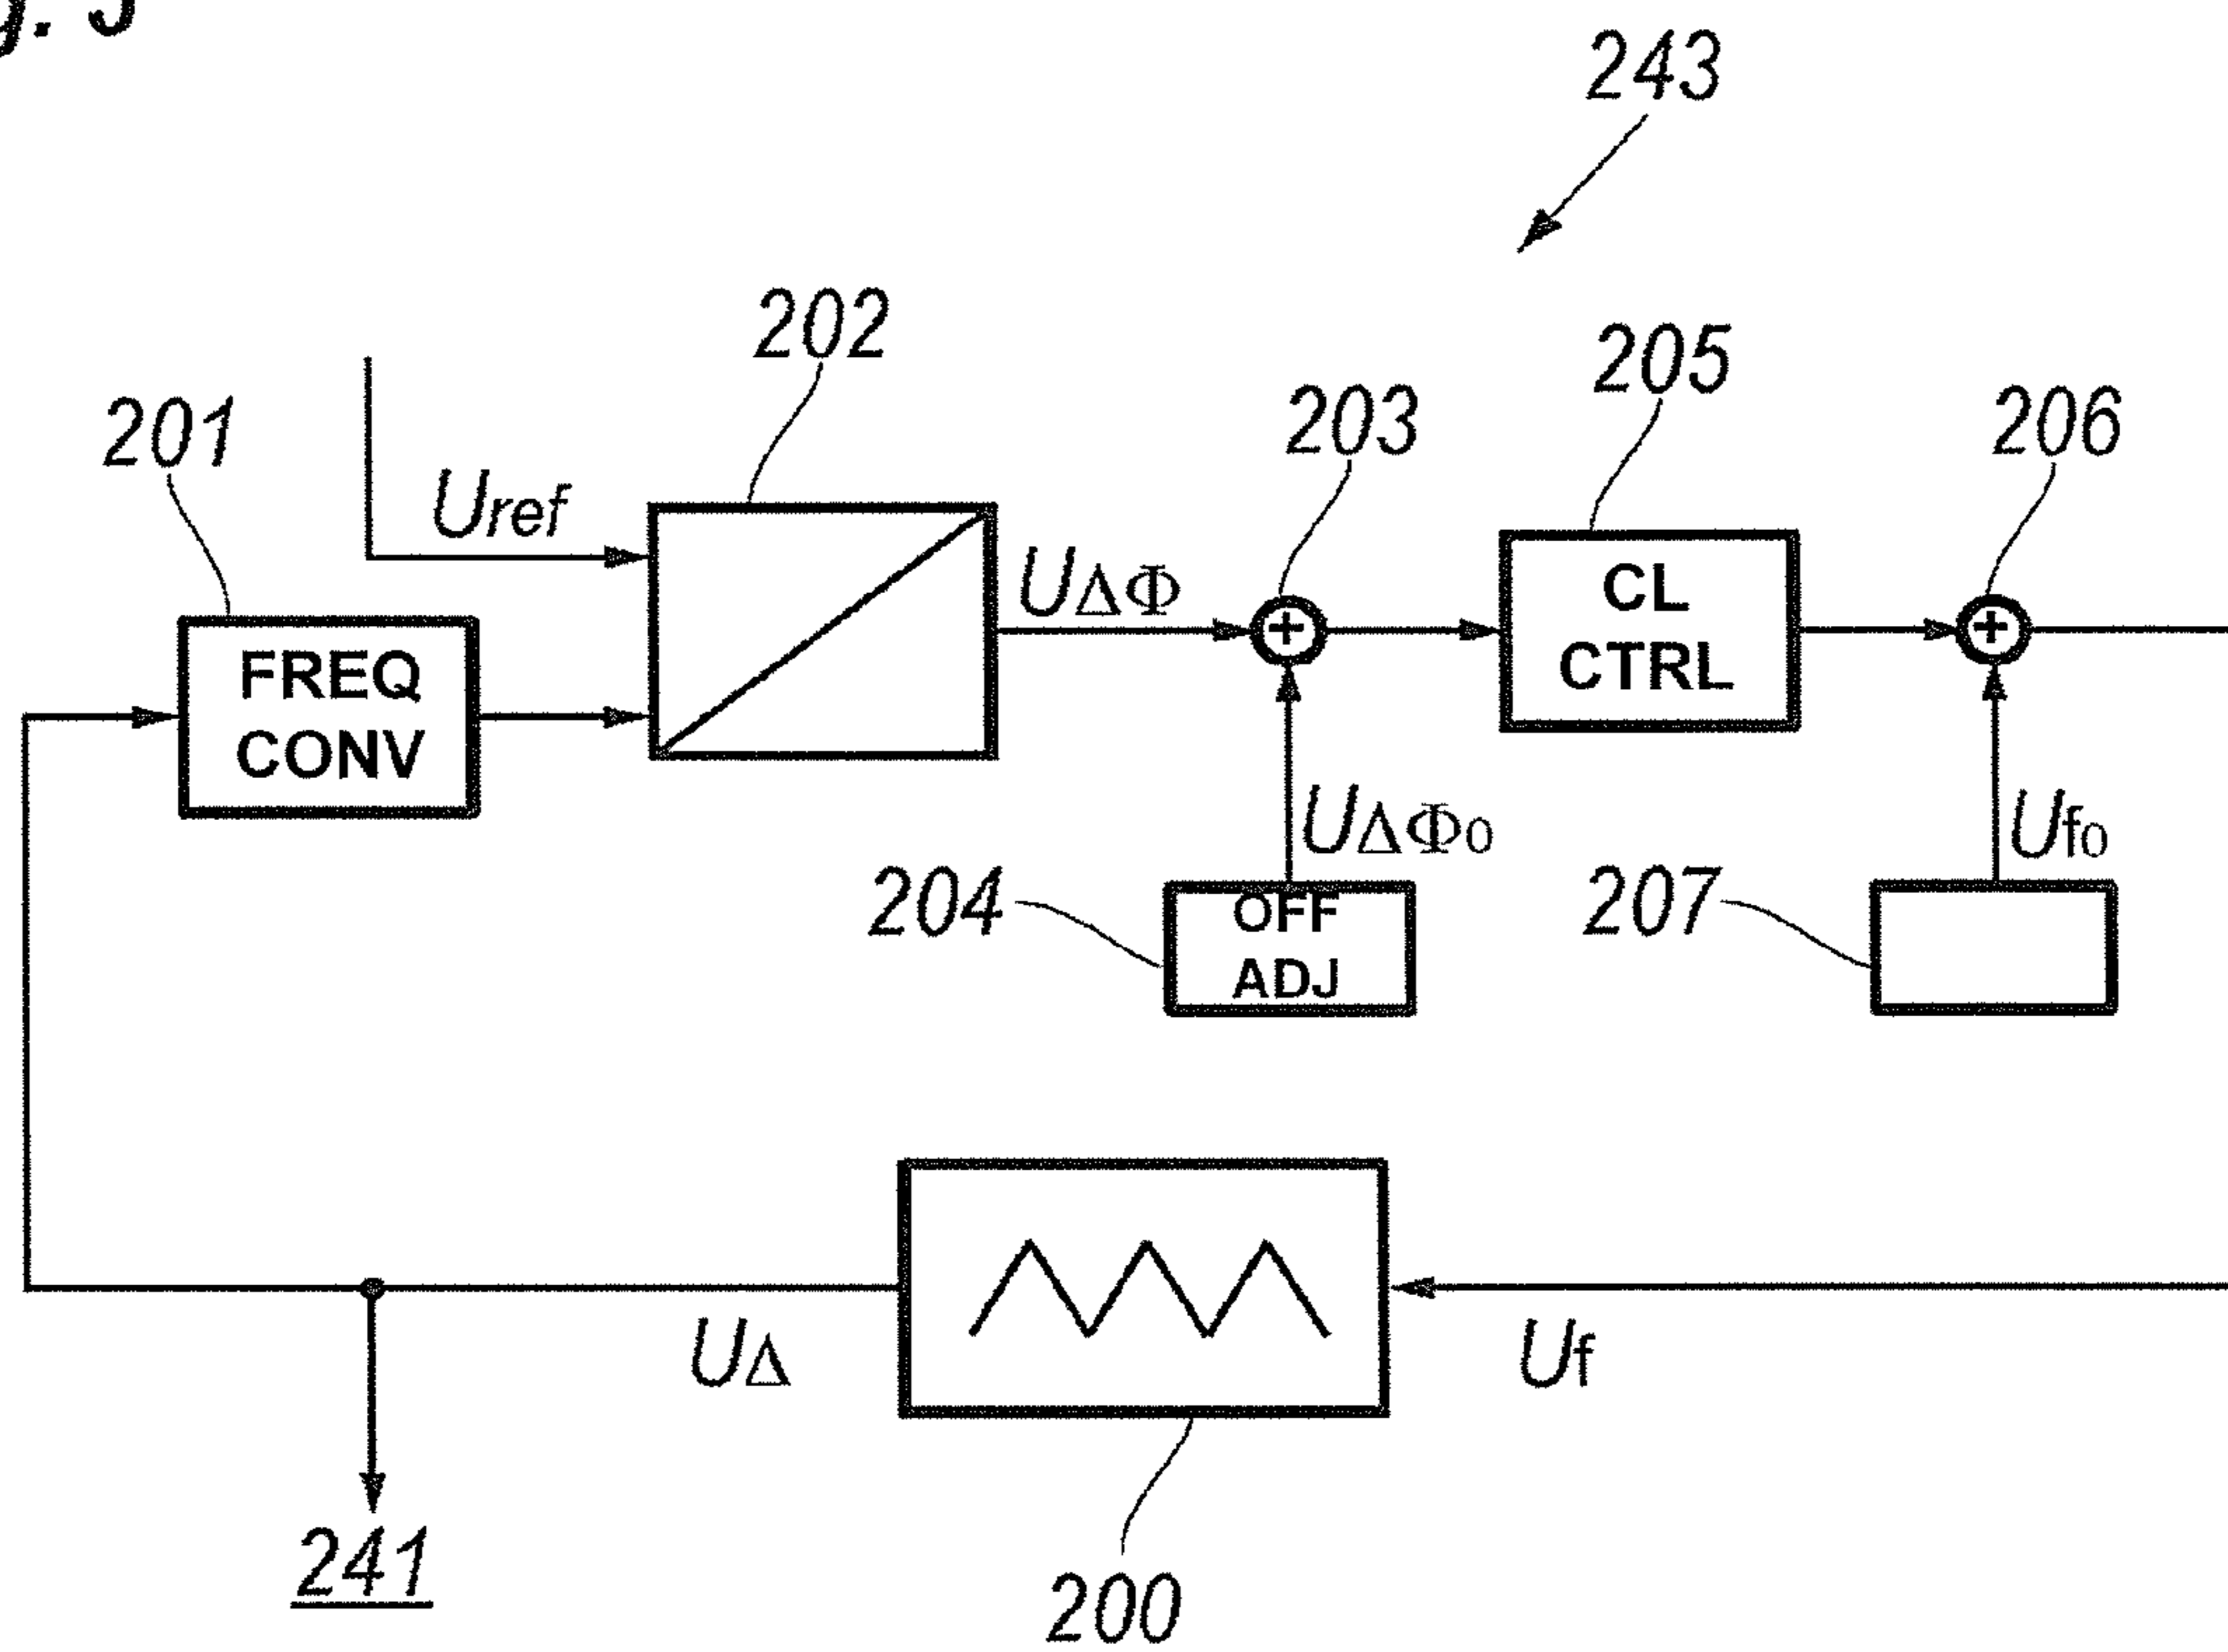 243
202
205
201
203
206
Uref
UΔΦ
CL
CTRL
FREQ
CONV
UΔΦ0
Uf0
204
OFF
ADJ
207
UΔ
Uf
241
200